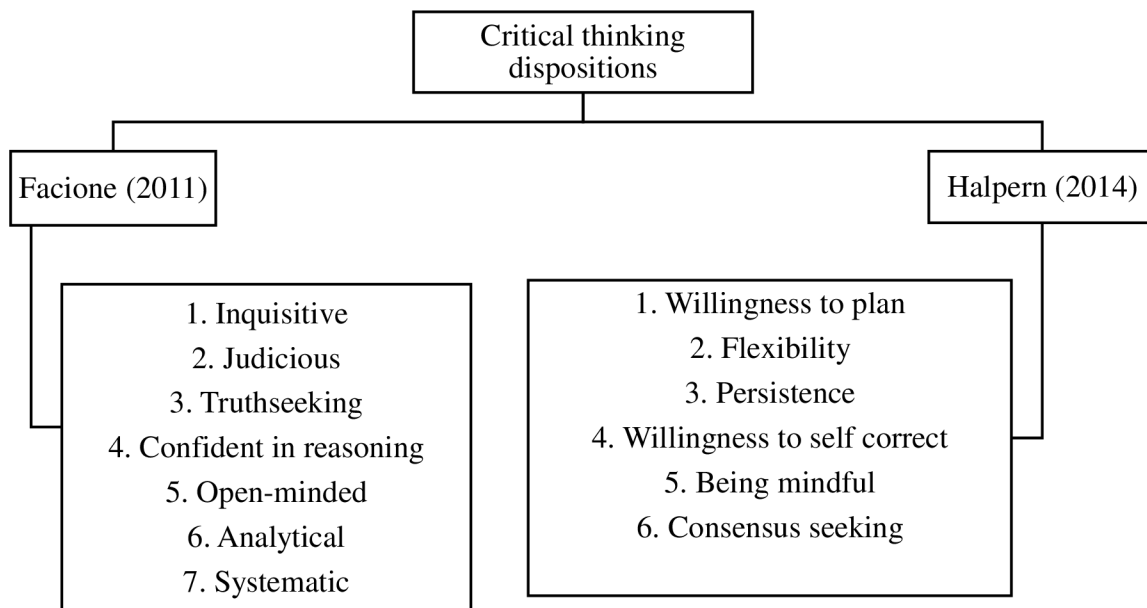 Critical thinking
dispositions
Facione (2011)
Halpern (2014)
1. Inquisitive
2. Judicious
3. Truthseeking
4. Confident in reasoning
5. Open-minded
6. Analytical
7. Systematic
1. Willingness to plan
2. Flexibility
3. Persistence
4. Willingness to self correct
5. Being mindful
6. Consensus seeking